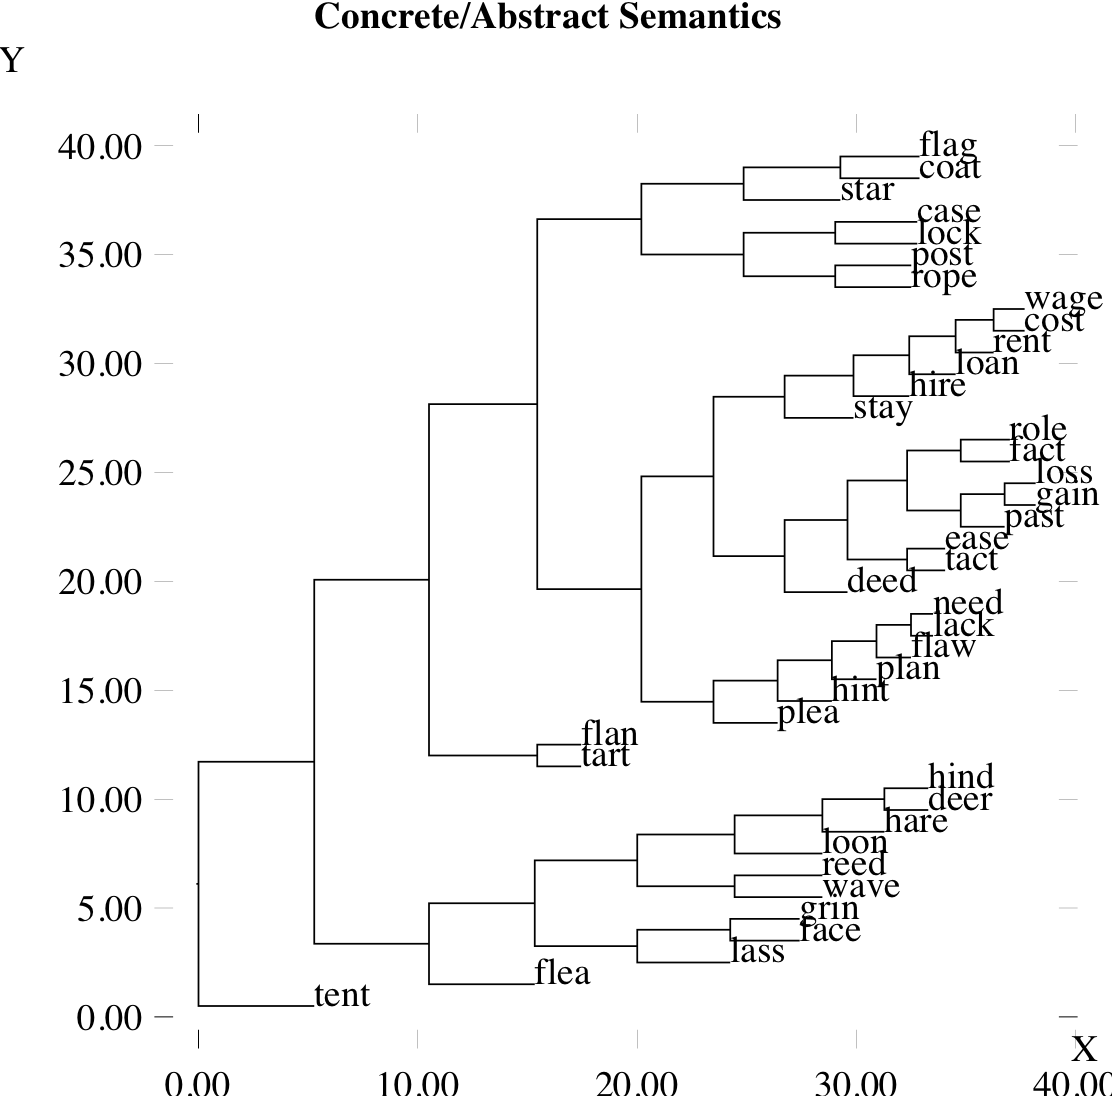 Concrete/Abstract Semantics
Y
40.00
35.00
30.00
25.00
20.00
15.00
10.00
5.00
0.00
flag
coat
star
case
lock
post
rope
wage
cost
rent
loan
hire
stay
role
fact
loss
gain
past
ease
tact
deed
need
lack
flaw
plan
hint
plea
flan
tart
hind
deer
hare
loon
reed
wave
grin
face
lass
flea
tent
X
0.00 10.00 20.00 30.00 40.00